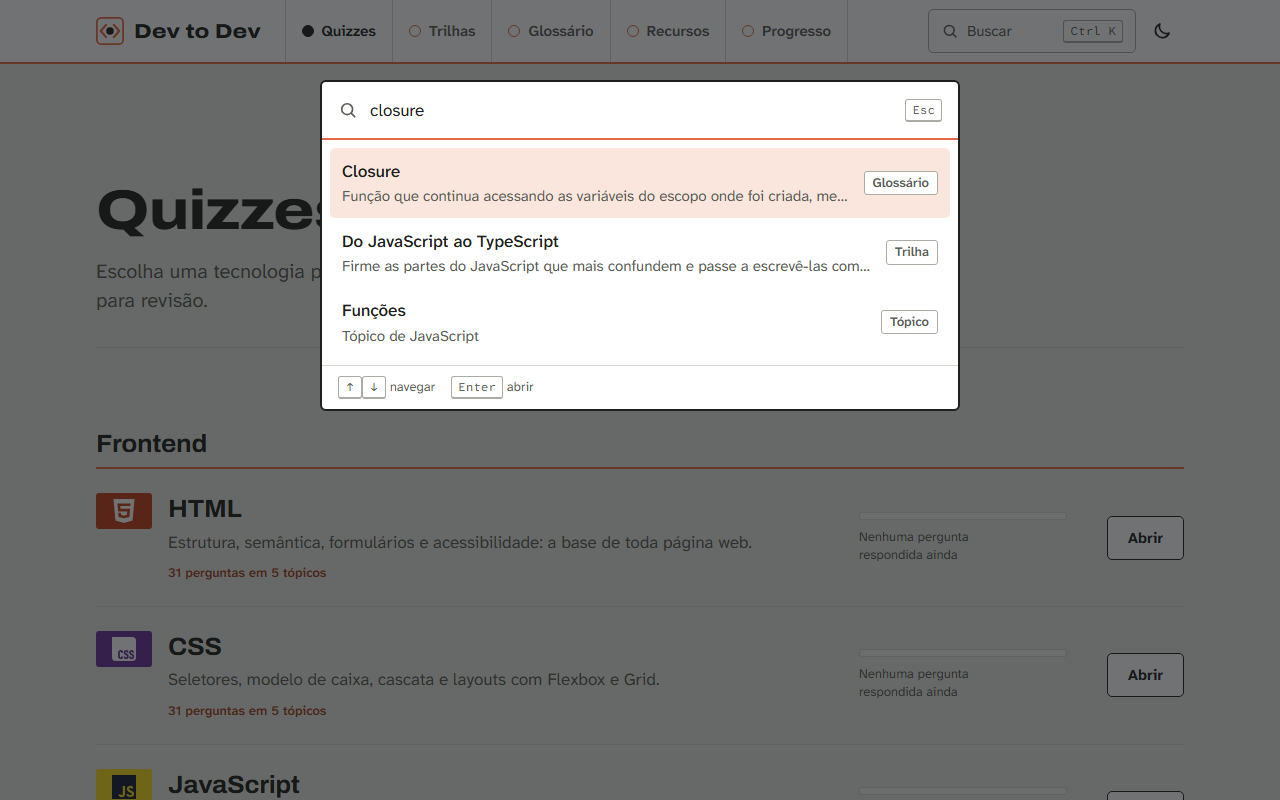 Dev to Dev
Quizzes
Trilhas
Glossário
Recursos
Progresso
Buscar
Ctrl K
closure
Esc
Closure
Função que continua acessando as variáveis do escopo onde foi criada, me...
Glossário
Do JavaScript ao TypeScript
Firme as partes do JavaScript que mais confundem e passe a escrevê-las com...
Trilha
Funções
Tópico de JavaScript
Tópico
↑ ↓ navegar
Enter abrir
Quizzes
Escolha uma tecnologia
para revisão.
Frontend
HTML
Estrutura, semântica, formulários e acessibilidade: a base de toda página web.
31 perguntas em 5 tópicos
Nenhuma pergunta
respondida ainda
Abrir
CSS
CSS
Seletores, modelo de caixa, cascata e layouts com Flexbox e Grid.
31 perguntas em 5 tópicos
Nenhuma pergunta
respondida ainda
Abrir
JS
JavaScript